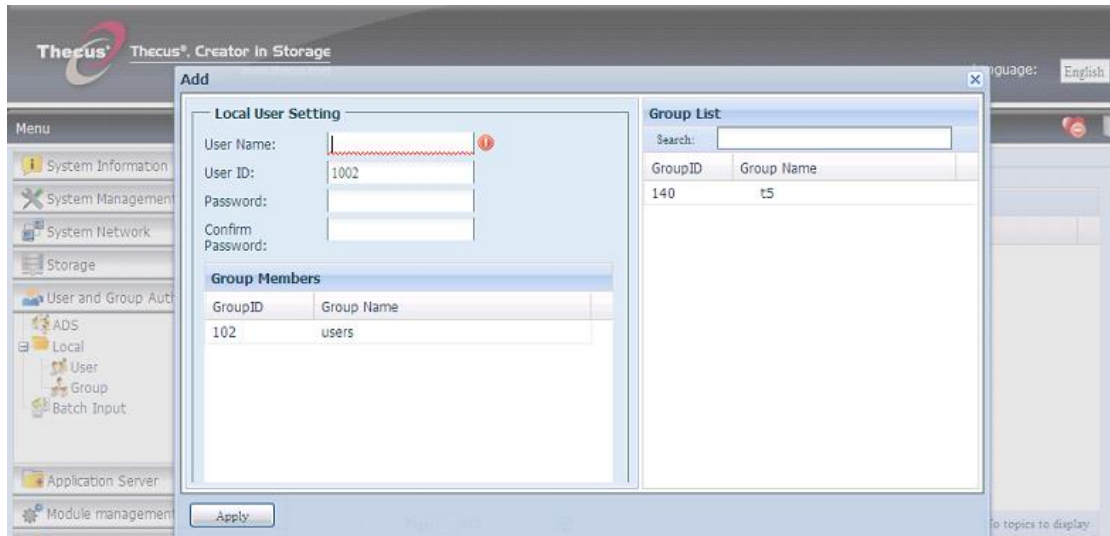 Thecus® Thecus®, Creator in Storage
Language: English
Add
Menu
System Information
System Management
System Network
Storage
User and Group Auth
ADS
Local
User
Group
Batch Input
Application Server
Module management
Local User Setting
User Name:
User ID: 1002
Password:
Confirm
Password:
Group Members
GroupID Group Name
102 users
Group List
Search:
GroupID Group Name
140 t5
Apply
to topics to display